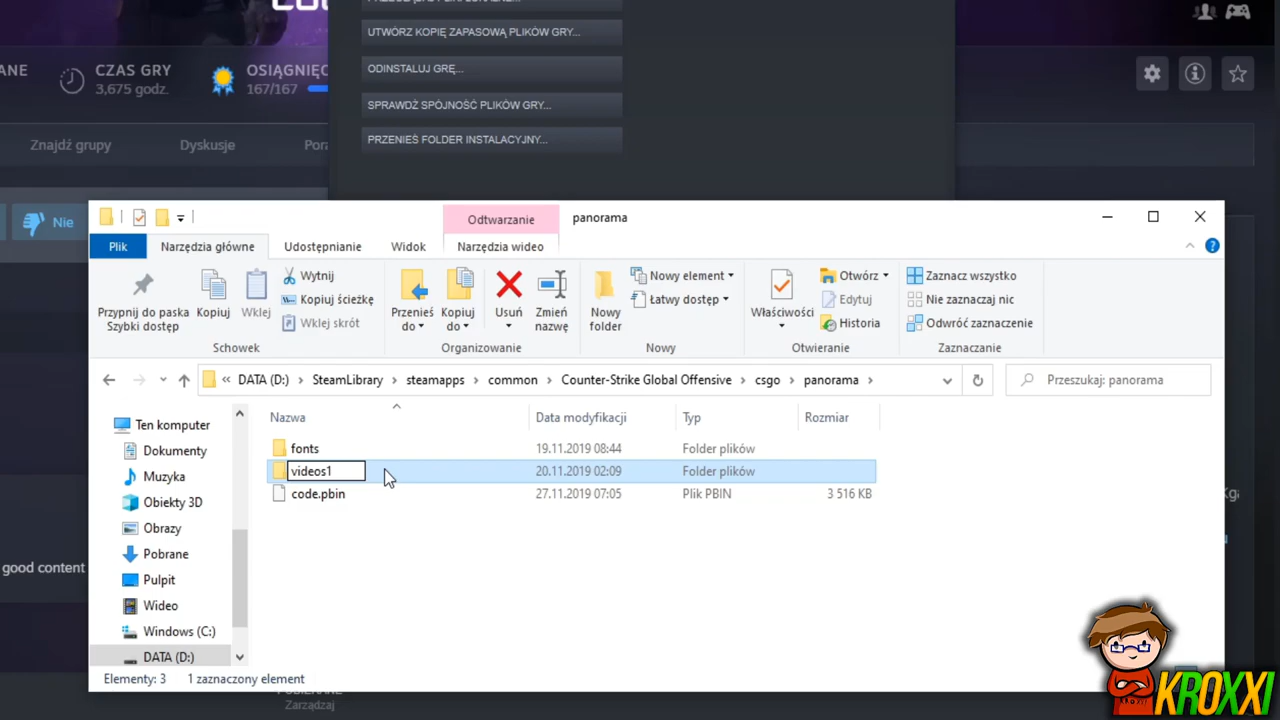 UTWÓRZ KOPIĘ ZAPASOWĄ PLIKÓW GRY...
ODINSTALUJ GRĘ...
SPRAWDŹ SPÓJNOŚĆ PLIKÓW GRY...
PRZENIEŚ FOLDER INSTALACYJNY...
ANE
CZAS GRY
3,675 godz.
OSIĄGNIĘC
167/167
Znajdź grupy
Dyskusje
Pora
Nie
Odtwarzanie
panorama
Plik
Narzędzia główne
Udostępnianie
Widok
Narzędzia wideo
Przypnij do paska
Szybki dostęp
Kopiuj
Wklej
Wytnij
Kopiuj ścieżkę
Wklej skrót
Schowek
Przenieś
do
Kopiuj
do
Usuń
Zmień
nazwę
Organizowanie
Nowy
folder
Nowy element
Łatwy dostęp
Nowy
Właściwości
Otwórz
Edytuj
Historia
Otwieranie
Zaznacz wszystko
Nie zaznaczaj nic
Odwróć zaznaczenie
Zaznaczanie
« DATA (D:) › SteamLibrary › steamapps › common › Counter-Strike Global Offensive › csgo › panorama ›
Przeszukaj: panorama
Ten komputer
Dokumenty
Muzyka
Obiekty 3D
Obrazy
Pobrane
Pulpit
Wideo
Windows (C:)
DATA (D:)
Nazwa Data modyfikacji Typ Rozmiar
fonts 19.11.2019 08:44 Folder plików
videos1 20.11.2019 02:09 Folder plików
code.pbin 27.11.2019 07:05 Plik PBIN 3 516 KB
good content
Elementy: 3 1 zaznaczony element
Zarządzaj
KROXXI